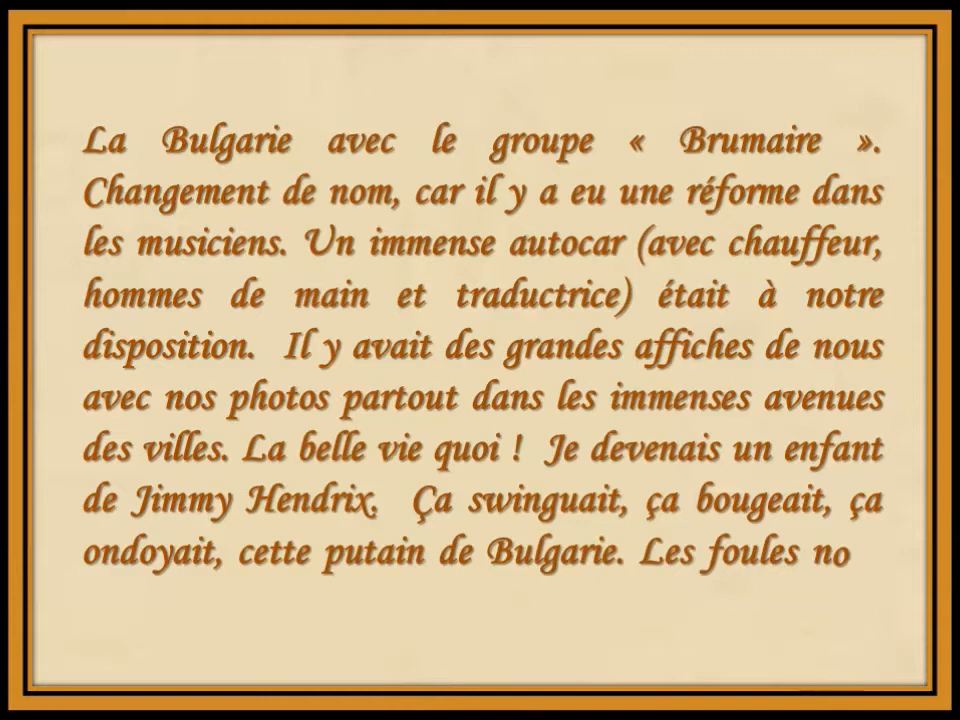 La Bulgarie avec le groupe « Brumaire ».
Changement de nom, car il y a eu une réforme dans
les musiciens. Un immense autocar (avec chauffeur,
hommes de main et traductrice) était à notre
disposition. Il y avait des grandes affiches de nous
avec nos photos partout dans les immenses avenues
des villes. La belle vie quoi ! Je devenais un enfant
de Jimmy Hendrix. Ça swinguait, ça bougeait, ça
ondoyait, cette putain de Bulgarie. Les foules no